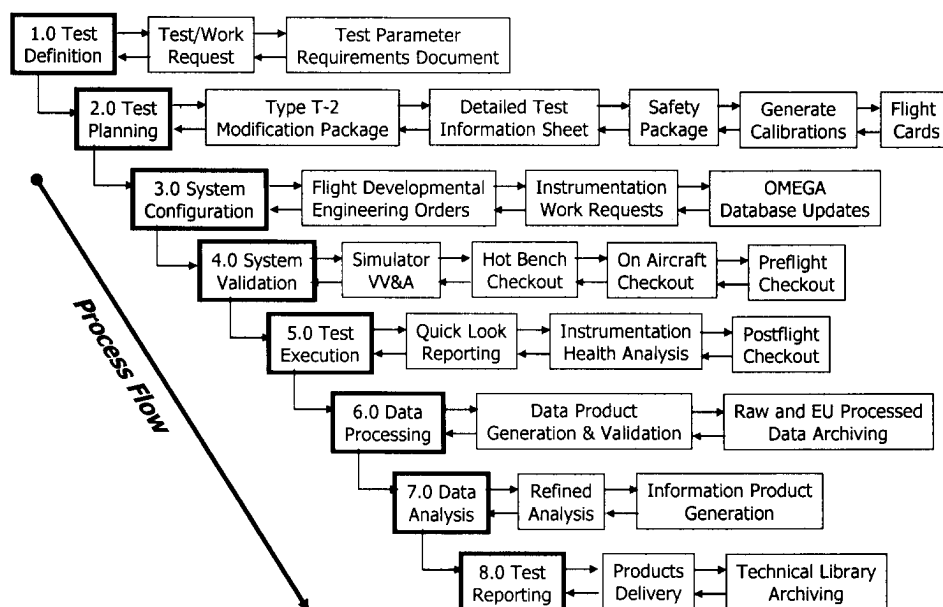 1.0 Test
Definition
Test/Work
Request
Test Parameter
Requirements Document
2.0 Test
Planning
Type T-2
Modification Package
Detailed Test
Information Sheet
Safety
Package
Generate
Calibrations
Flight
Cards
3.0 System
Configuration
Flight Developmental
Engineering Orders
Instrumentation
Work Requests
OMEGA
Database Updates
4.0 System
Validation
Simulator
VV&A
Hot Bench
Checkout
On Aircraft
Checkout
Preflight
Checkout
5.0 Test
Execution
Quick Look
Reporting
Instrumentation
Health Analysis
Postflight
Checkout
Process Flow
6.0 Data
Processing
Data Product
Generation & Validation
Raw and EU Processed
Data Archiving
7.0 Data
Analysis
Refined
Analysis
Information Product
Generation
8.0 Test
Reporting
Products
Delivery
Technical Library
Archiving